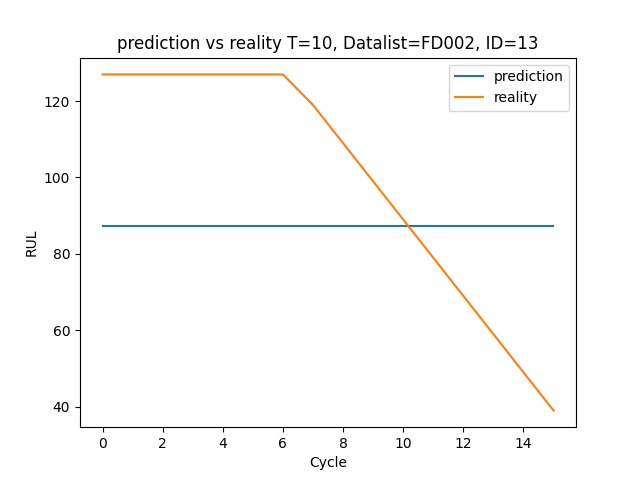 prediction vs reality T=10, Datalist=FD002, ID=13
prediction
reality
120
100
80
60
40
RUL
0 2 4 6 8 10 12 14
Cycle